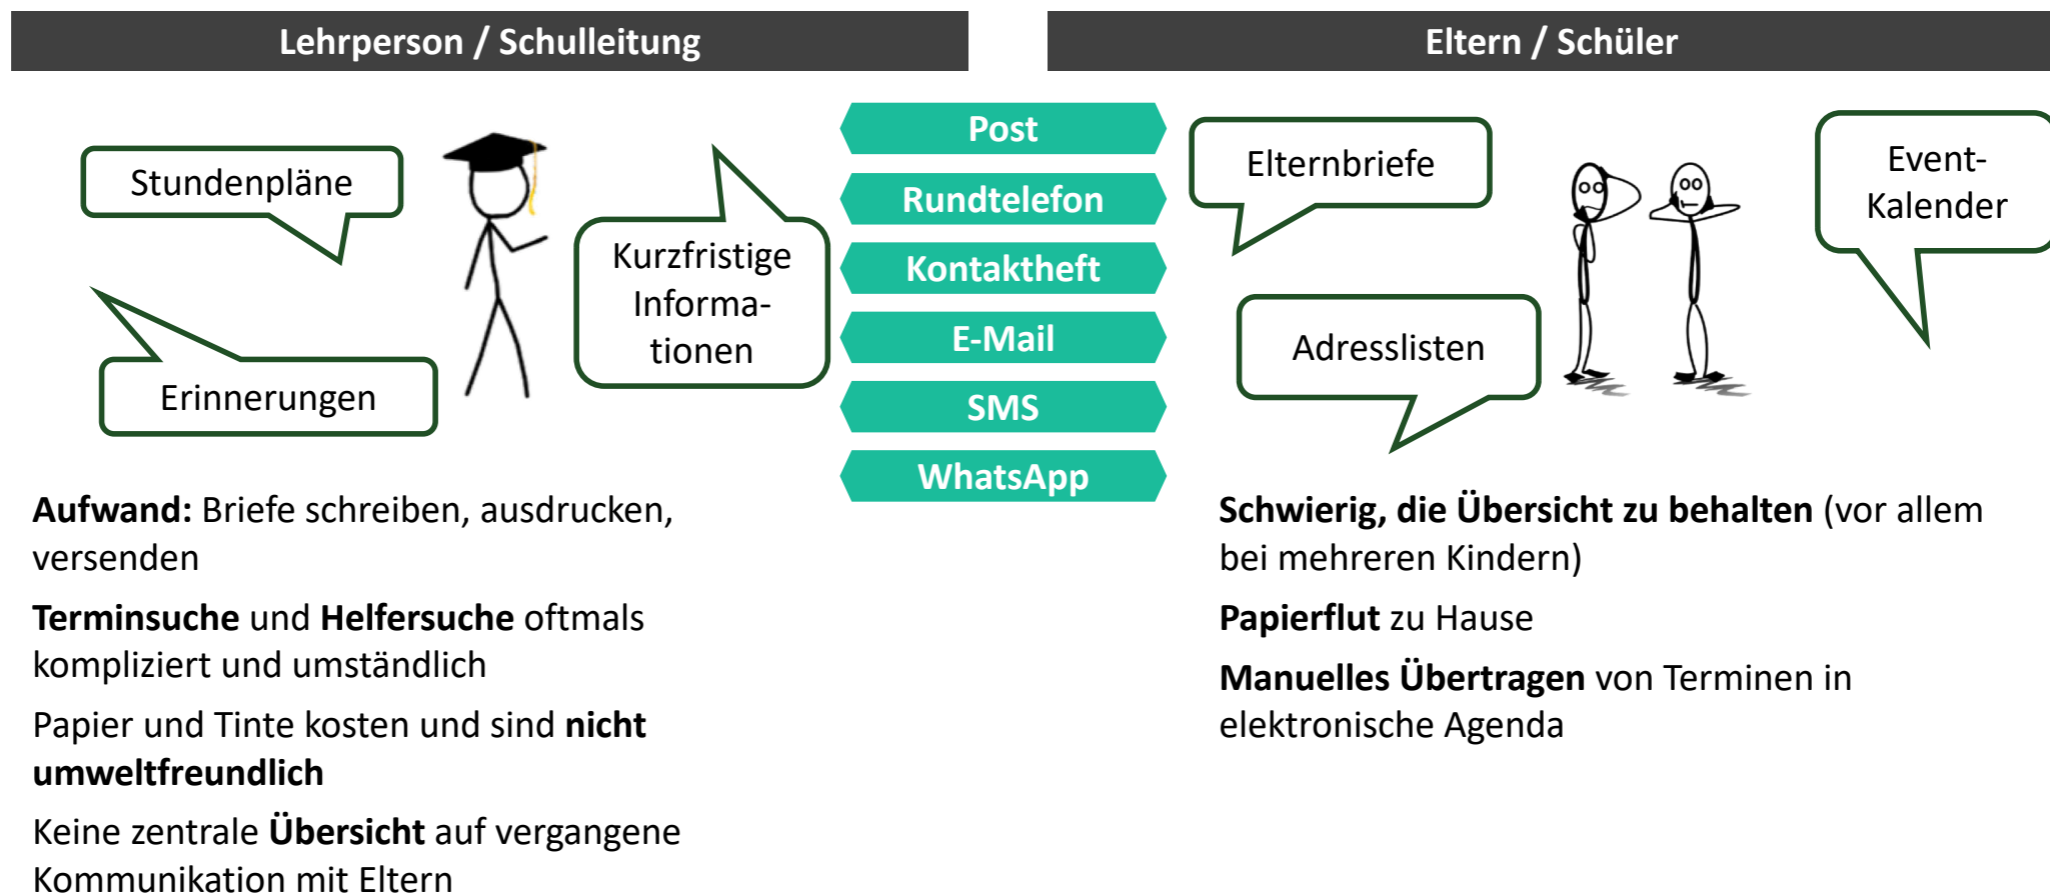 Lehrperson / Schulleitung
Eltern / Schüler
Stundenpläne
Erinnerungen
Kurzfristige
Informa-
tionen
Post
Rundtelefon
Kontaktheft
E-Mail
SMS
WhatsApp
Elternbriefe
Adresslisten
Event-
Kalender
Aufwand: Briefe schreiben, ausdrucken,
versenden
Terminsuche und Helfersuche oftmals
kompliziert und umständlich
Papier und Tinte kosten und sind nicht
umweltfreundlich
Keine zentrale Übersicht auf vergangene
Kommunikation mit Eltern
Schwierig, die Übersicht zu behalten (vor allem
bei mehreren Kindern)
Papierflut zu Hause
Manuelles Übertragen von Terminen in
elektronische Agenda